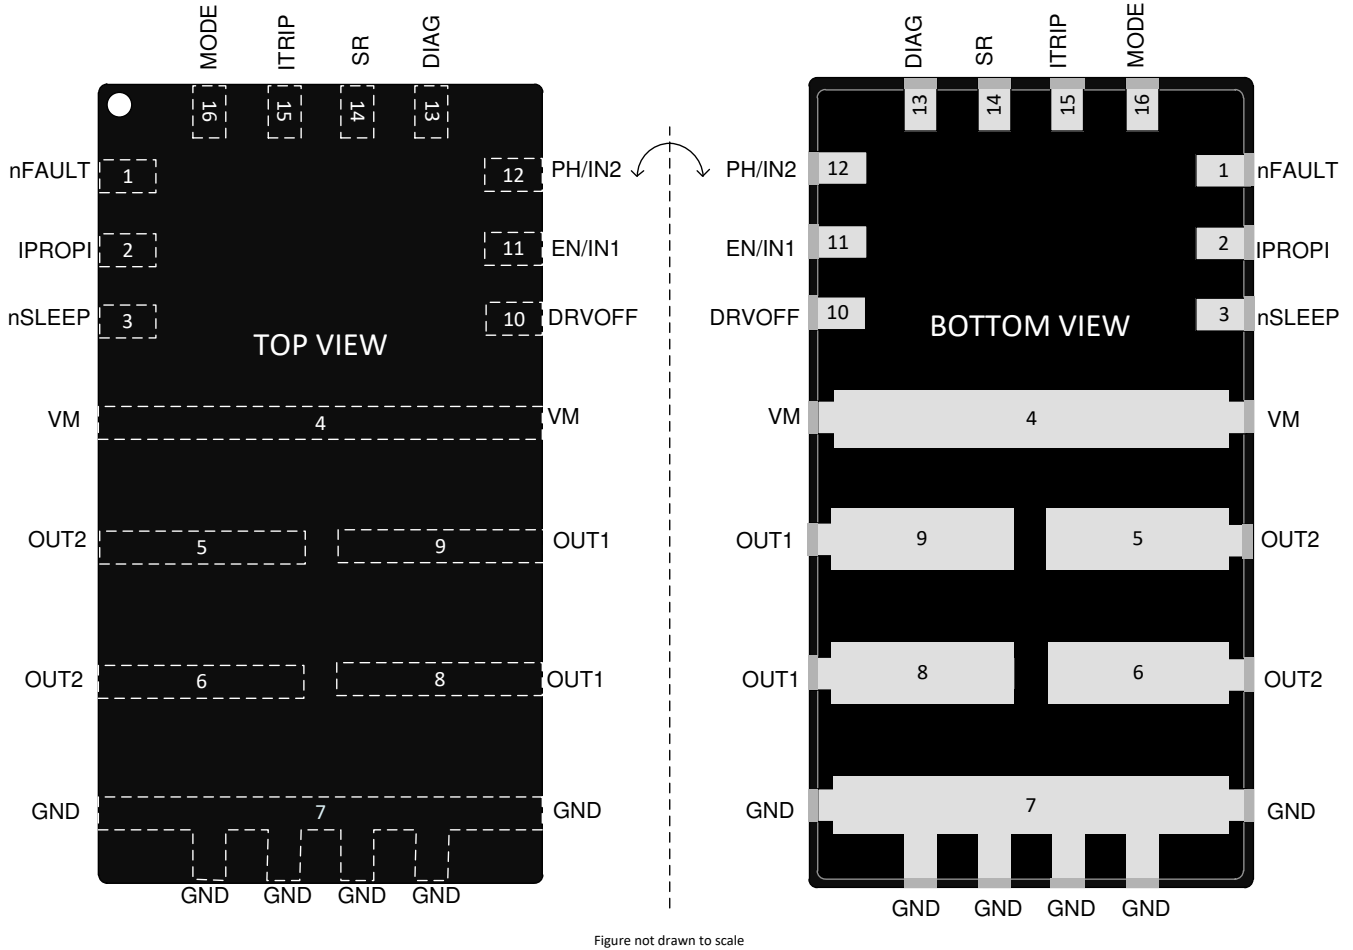 MODE ITRIP SR DIAG
DIAG SR ITRIP MODE
16 15 14 13
13 14 15 16
nFAULT 1 12 PH/IN2
PH/IN2 12 1 nFAULT
IPROPI 2 11 EN/IN1
EN/IN1 11 2 IPROPI
nSLEEP 3 10 DRVOFF
DRVOFF 10 3 nSLEEP
TOP VIEW
BOTTOM VIEW
VM 4 VM
VM 4 VM
OUT2 5 9 OUT1
OUT1 9 5 OUT2
OUT2 6 8 OUT1
OUT1 8 6 OUT2
GND 7 GND
GND 7 GND
GND GND GND GND
GND GND GND GND
Figure not drawn to scale